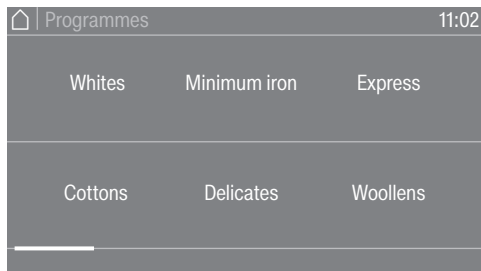 Programmes 11:02
Whites Minimum iron Express
Cottons Delicates Woollens